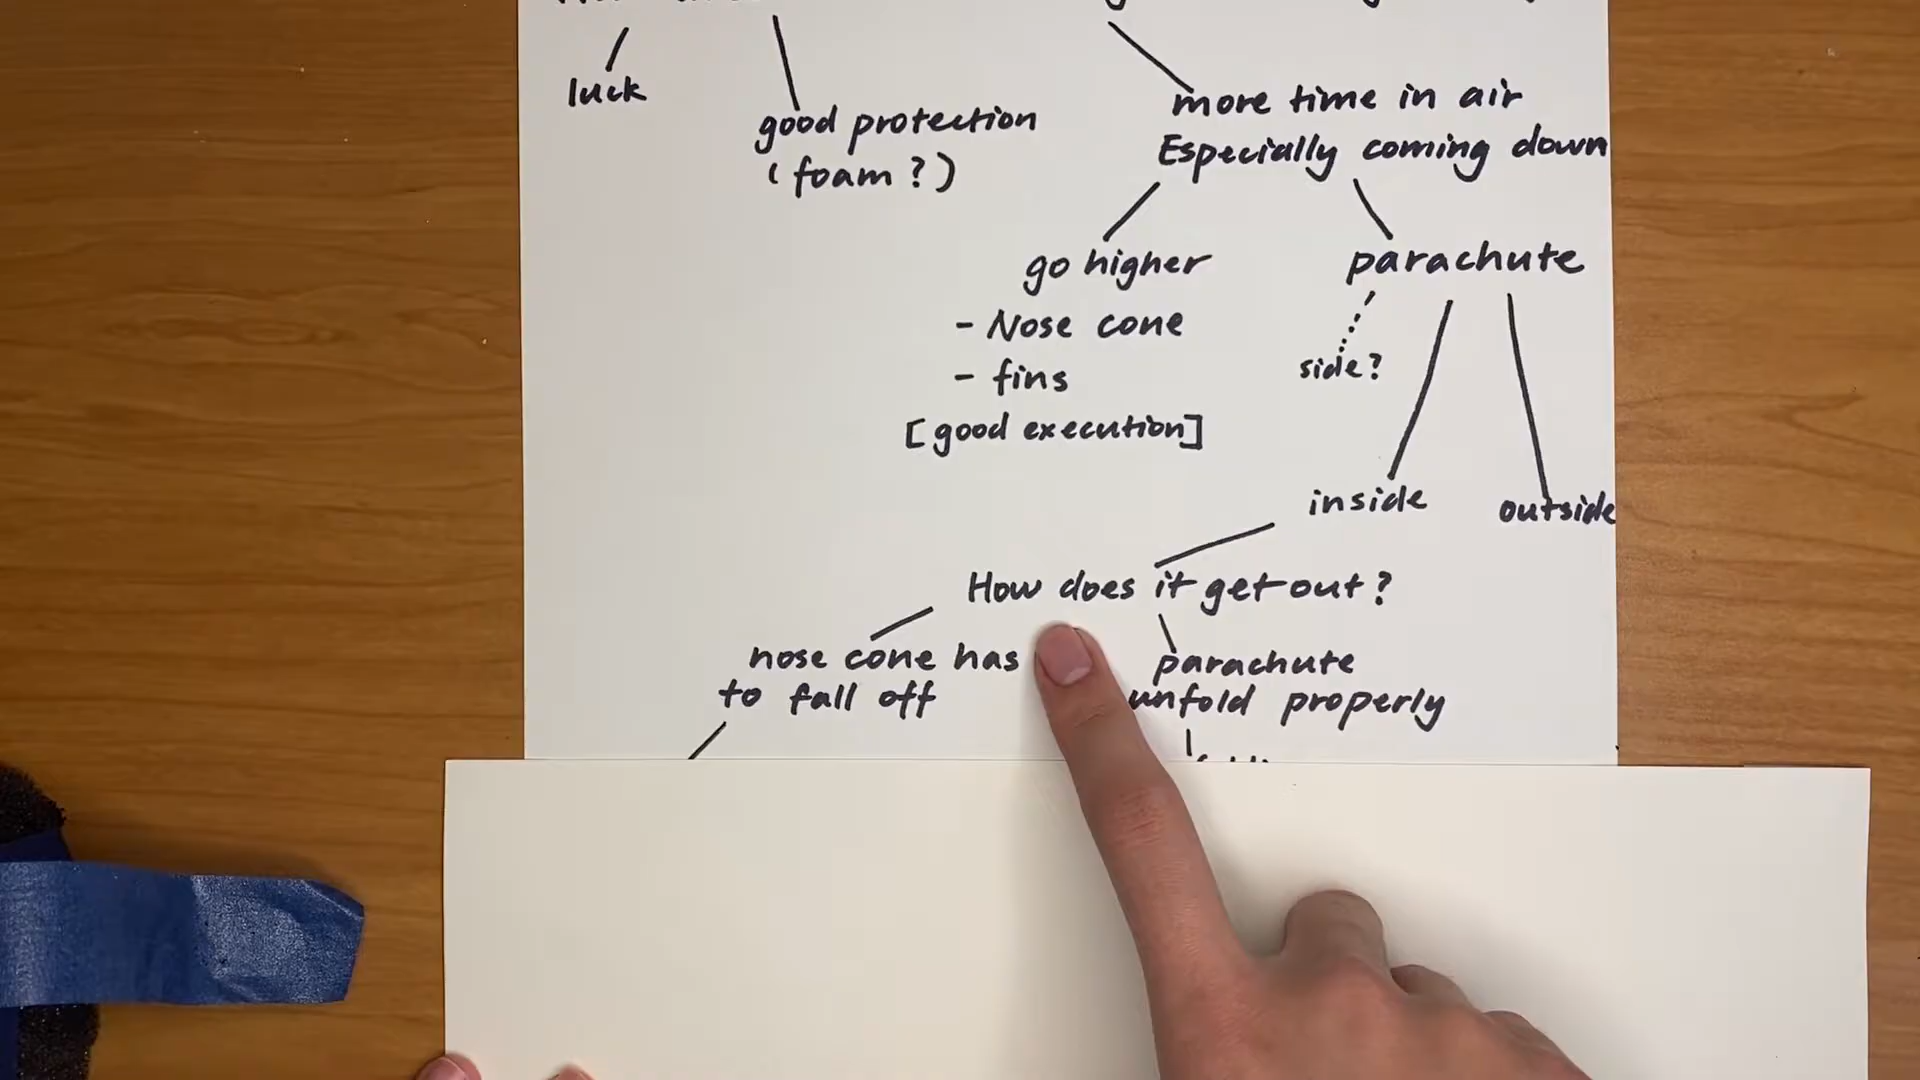 luck
good protection
(foam?)
more time in air
Especially coming down
go higher
- Nose cone
- fins
[good execution]
parachute
side?
inside
outside
How does it get out?
nose cone has
to fall off
parachute
unfold properly